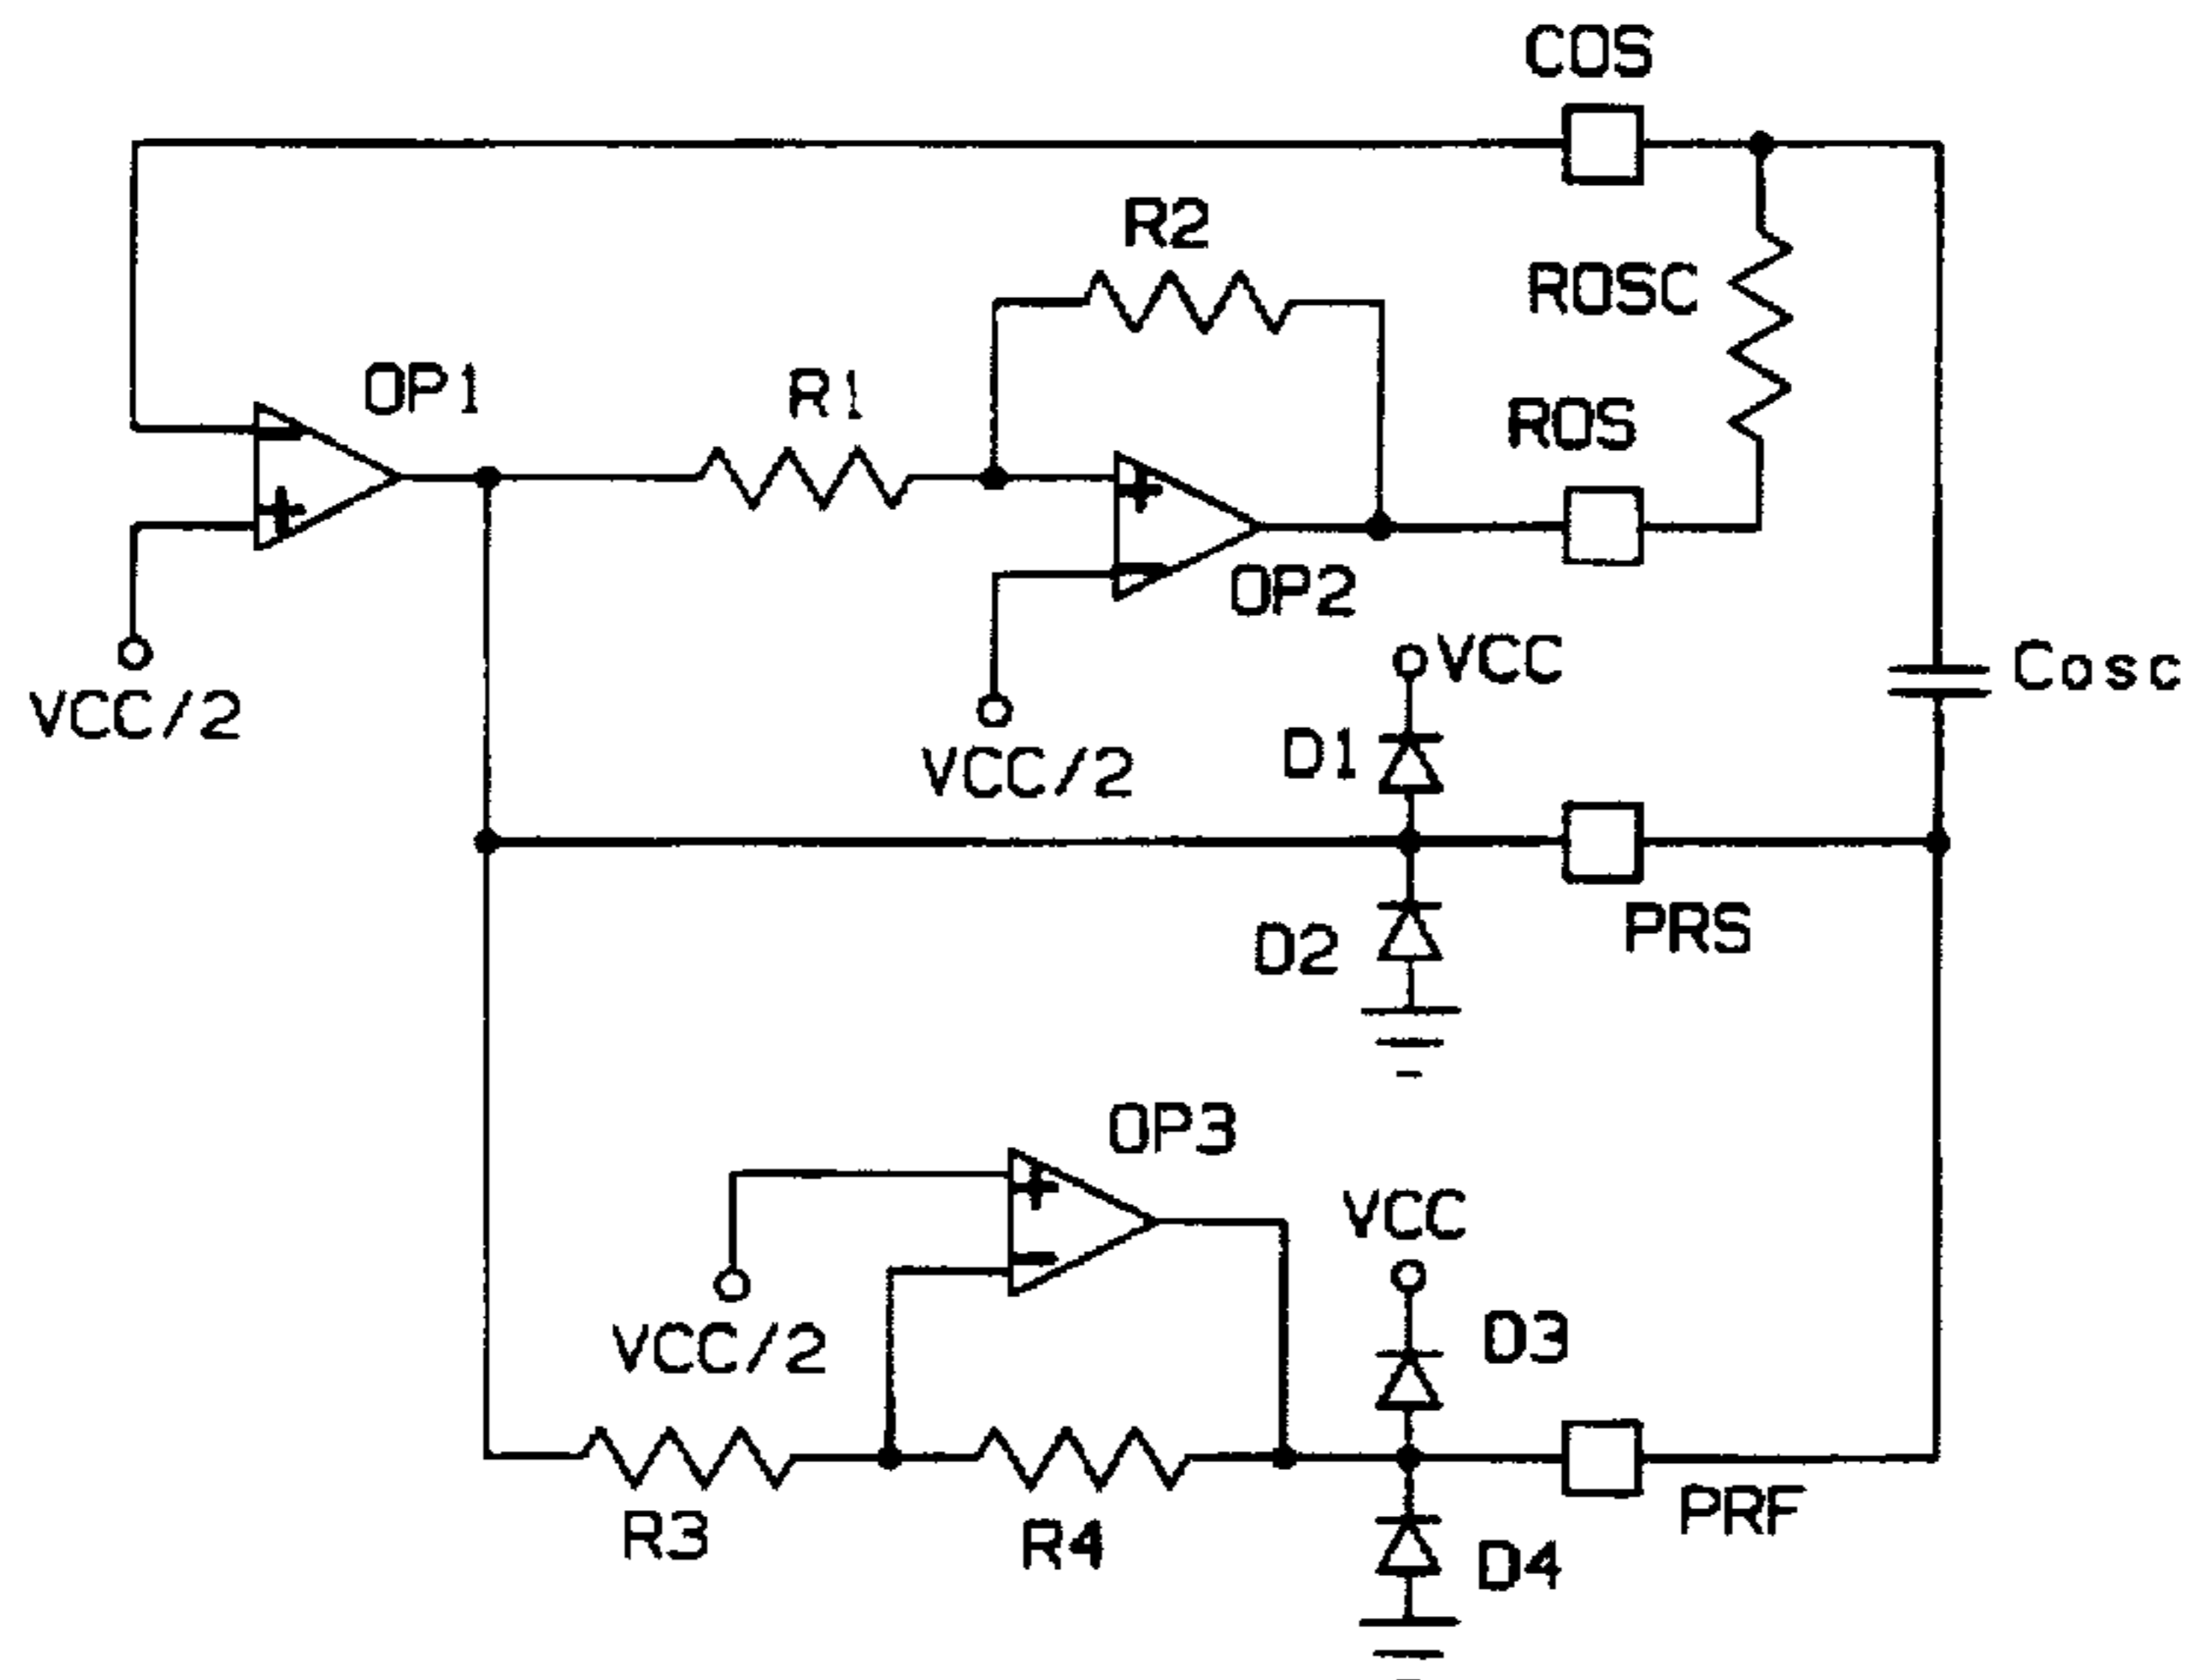 COS
R2
ROSC
OP1
R1
ROS
OP2
VCC
Cosc
VCC/2
D1
VCC/2
PRS
D2
OP3
VCC
D3
VCC/2
PRF
R3
R4
D4